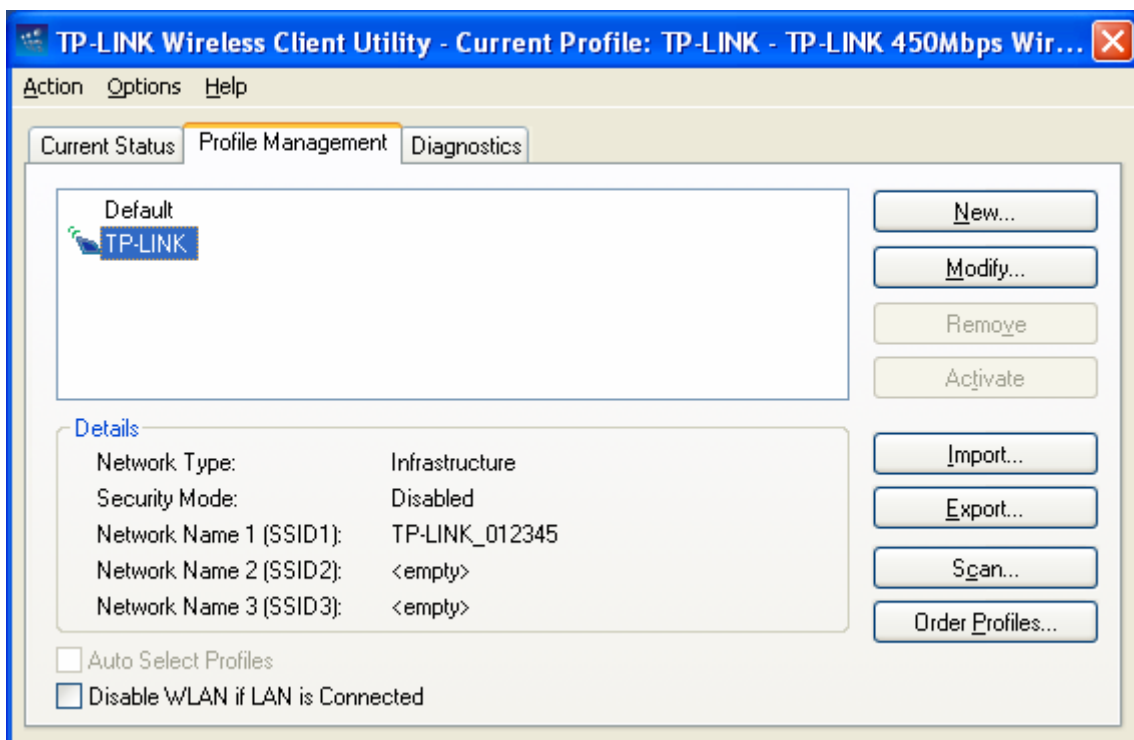 TP-LINK Wireless Client Utility - Current Profile: TP-LINK - TP-LINK 450Mbps Wir...
Action Options Help
Current Status Profile Management Diagnostics
Default
TP-LINK
New...
Modify...
Remove
Activate
Details
Network Type: Infrastructure
Security Mode: Disabled
Network Name 1 (SSID1): TP-LINK_012345
Network Name 2 (SSID2): <empty>
Network Name 3 (SSID3): <empty>
Import...
Export...
Scan...
Order Profiles...
Auto Select Profiles
Disable WLAN if LAN is Connected